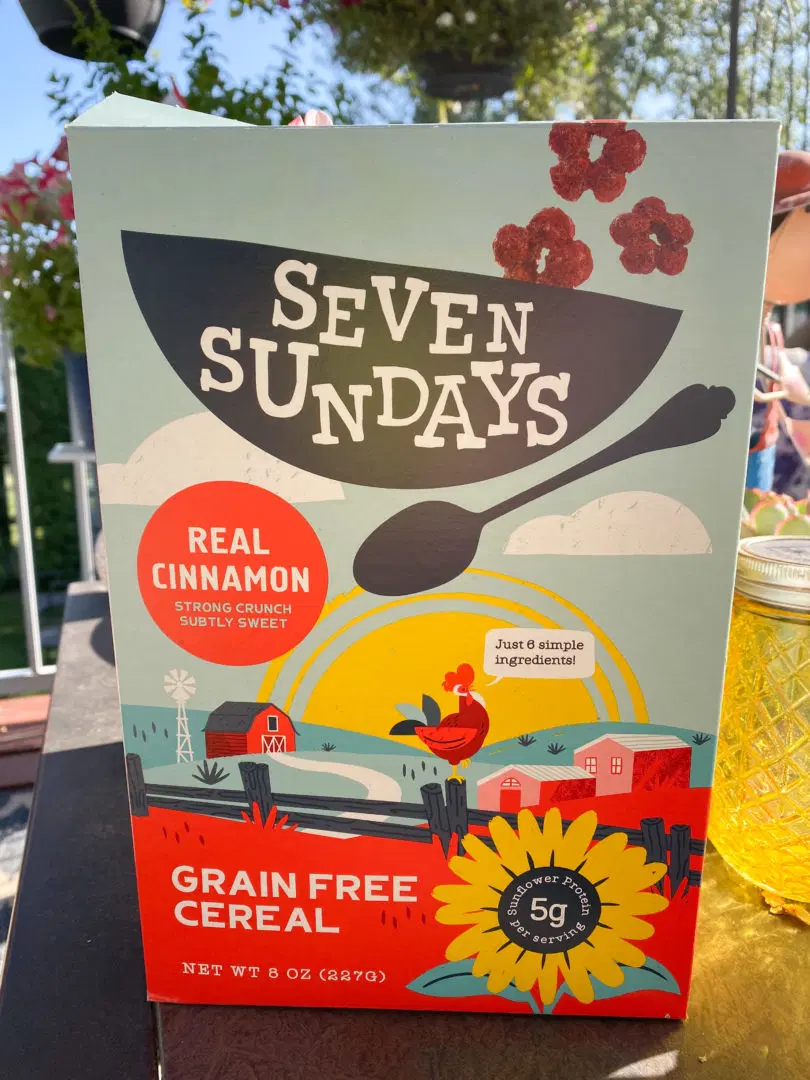 SEVEN
SUNDAYS
REAL
CINNAMON
STRONG CRUNCH
SUBTLY SWEET
Just 6 simple
ingredients!
GRAIN FREE
CEREAL
NET WT 8 OZ (227G)
Sunflower Protein
5g
per serving